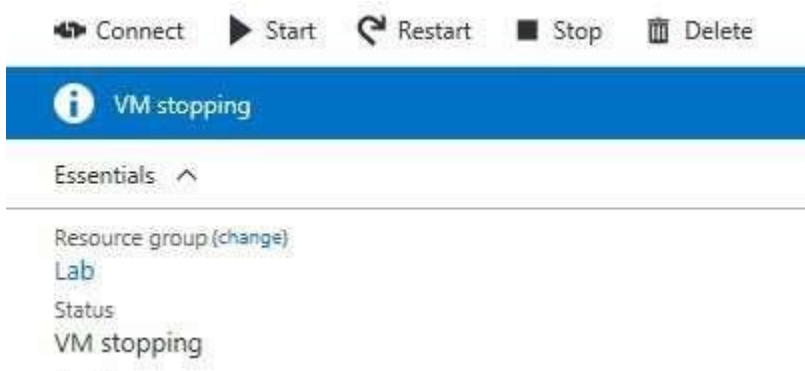 Connect Start Restart Stop Delete
VM stopping
Essentials
Resource group (change)
Lab
Status
VM stopping